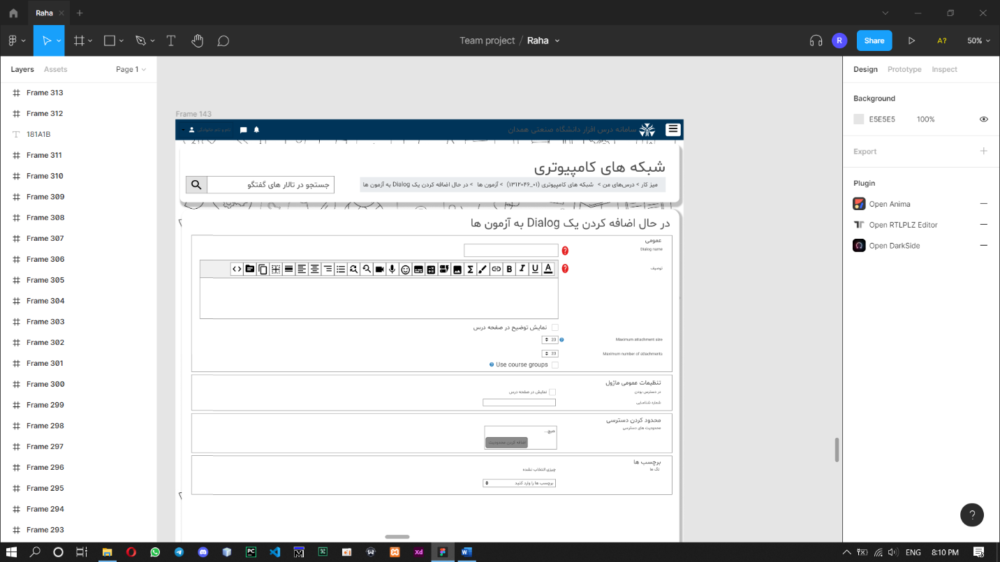 Raha
Team project / Raha
R
Share
A?
50%
Layers
Assets
Page 1
Frame 313
Frame 312
181A1B
Frame 311
Frame 310
Frame 309
Frame 308
Frame 307
Frame 306
Frame 305
Frame 304
Frame 303
Frame 302
Frame 301
Frame 300
Frame 299
Frame 298
Frame 297
Frame 296
Frame 295
Frame 294
Frame 293
Frame 143
سامانه درس افزار دانشگاه صنعتی همدان
نام و نام خانوادگی
شبکه های کامپیوتری
میز کار > درس‌های من > شبکه های کامپیوتری (۰۱_۱۳۱۲۰۴۶) > آزمون ها > در حال اضافه کردن یک Dialog به آزمون ها
جستجو در تالار های گفتگو
در حال اضافه کردن یک Dialog به آزمون ها
عمومی
Dialog name
توصیف
نمایش توضیح در صفحه درس
Maximum attachment size
20
Maximum number of attachments
20
Use course groups
تنظیمات عمومی ماژول
در دسترس بودن
نمایش در صفحه درس
شماره شناسایی
محدود کردن دسترسی
محدودیت های دسترسی
هیچ...
اضافه کردن محدودیت
برچسب ها
تگ ها
چیزی انتخاب نشده
برچسب ها را وارد کنید
Design
Prototype
Inspect
Background
E5E5E5
100%
Export
Plugin
Open Anima
Open RTLPLZ Editor
Open DarkSide
?
PC
Xd
W
ENG
8:10 PM